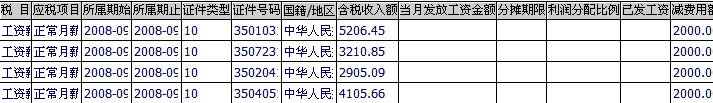 税 目 应税项目 所属期始 所属期止 证件类型 证件号码 国籍/地区 含税收入额 当月发放工资金额 分摊期限 利润分配比例 已发工资 减费用额
工资薪 正常月薪 2008-09 2008-09 10 3501031 中华人民 5206.45 2000.0
工资薪 正常月薪 2008-09 2008-09 10 3507231 中华人民 3210.85 2000.0
工资薪 正常月薪 2008-09 2008-09 10 3502041 中华人民 2905.09 2000.0
工资薪 正常月薪 2008-09 2008-09 10 3504051 中华人民 4105.66 2000.0